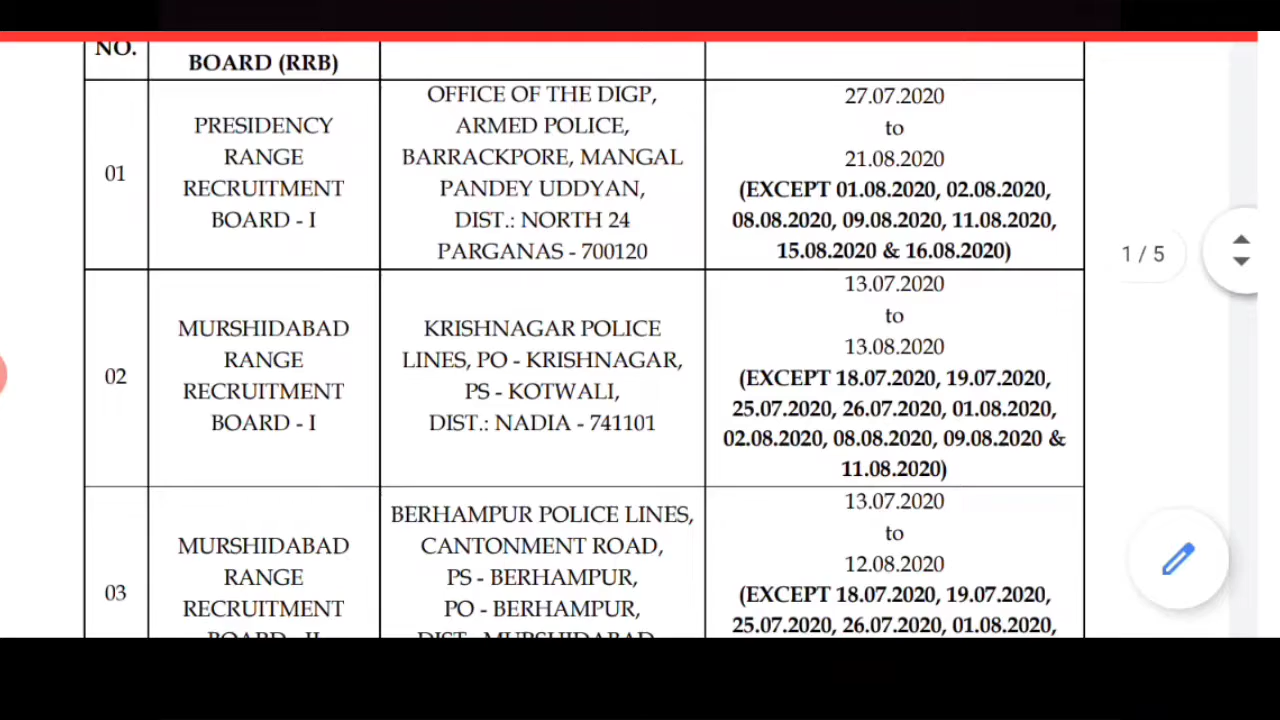 NO.
BOARD (RRB)
01
PRESIDENCY
RANGE
RECRUITMENT
BOARD - I
OFFICE OF THE DIGP,
ARMED POLICE,
BARRACKPORE, MANGAL
PANDEY UDDYAN,
DIST.: NORTH 24
PARGANAS - 700120
27.07.2020
to
21.08.2020
(EXCEPT 01.08.2020, 02.08.2020,
08.08.2020, 09.08.2020, 11.08.2020,
15.08.2020 & 16.08.2020)
02
MURSHIDABAD
RANGE
RECRUITMENT
BOARD - I
KRISHNAGAR POLICE
LINES, PO - KRISHNAGAR,
PS - KOTWALI,
DIST.: NADIA - 741101
13.07.2020
to
13.08.2020
(EXCEPT 18.07.2020, 19.07.2020,
25.07.2020, 26.07.2020, 01.08.2020,
02.08.2020, 08.08.2020, 09.08.2020 &
11.08.2020)
03
MURSHIDABAD
RANGE
RECRUITMENT
BOARD - II
BERHAMPUR POLICE LINES,
CANTONMENT ROAD,
PS - BERHAMPUR,
PO - BERHAMPUR,
DIST - MURSHIDABAD
13.07.2020
to
12.08.2020
(EXCEPT 18.07.2020, 19.07.2020,
25.07.2020, 26.07.2020, 01.08.2020,
1 / 5